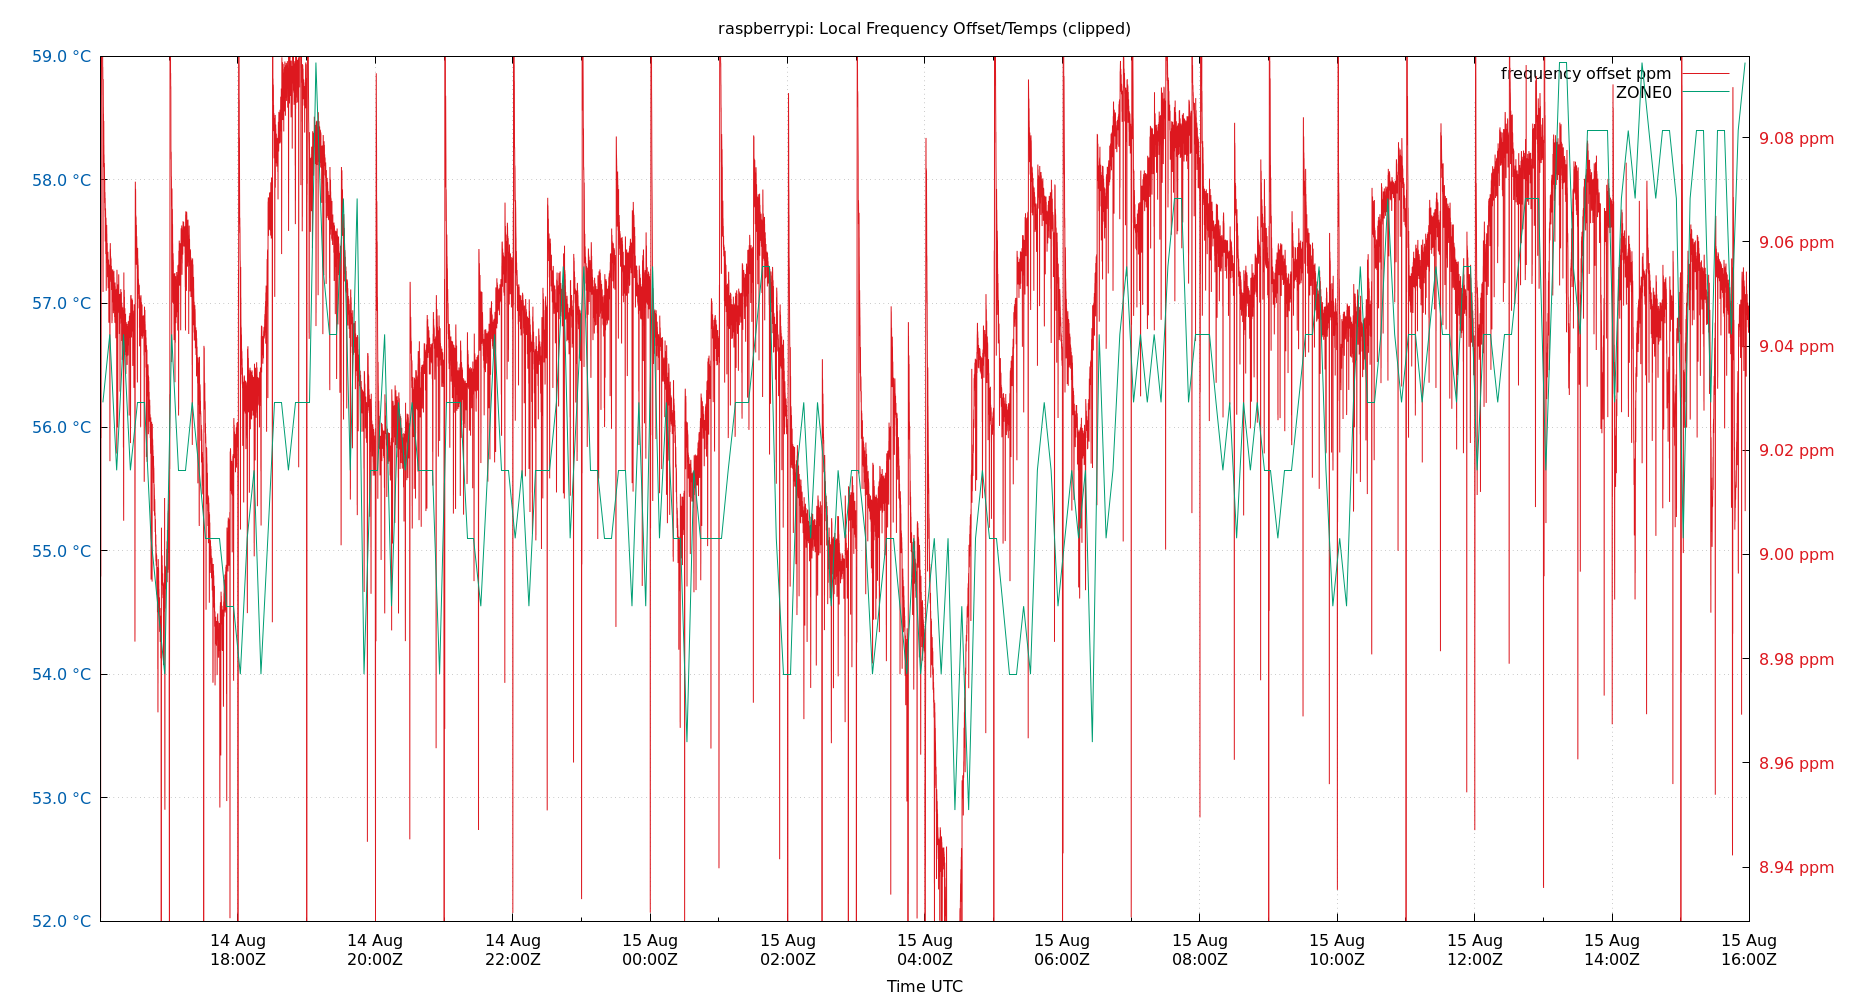 raspberrypi: Local Frequency Offset/Temps (clipped)
59.0 °C
58.0 °C
57.0 °C
56.0 °C
55.0 °C
54.0 °C
53.0 °C
52.0 °C
frequency offset ppm
ZONE0
9.08 ppm
9.06 ppm
9.04 ppm
9.02 ppm
9.00 ppm
8.98 ppm
8.96 ppm
8.94 ppm
14 Aug 14 Aug 14 Aug 15 Aug 15 Aug 15 Aug 15 Aug 15 Aug 15 Aug 15 Aug 15 Aug 15 Aug
18:00Z 20:00Z 22:00Z 00:00Z 02:00Z 04:00Z 06:00Z 08:00Z 10:00Z 12:00Z 14:00Z 16:00Z
Time UTC